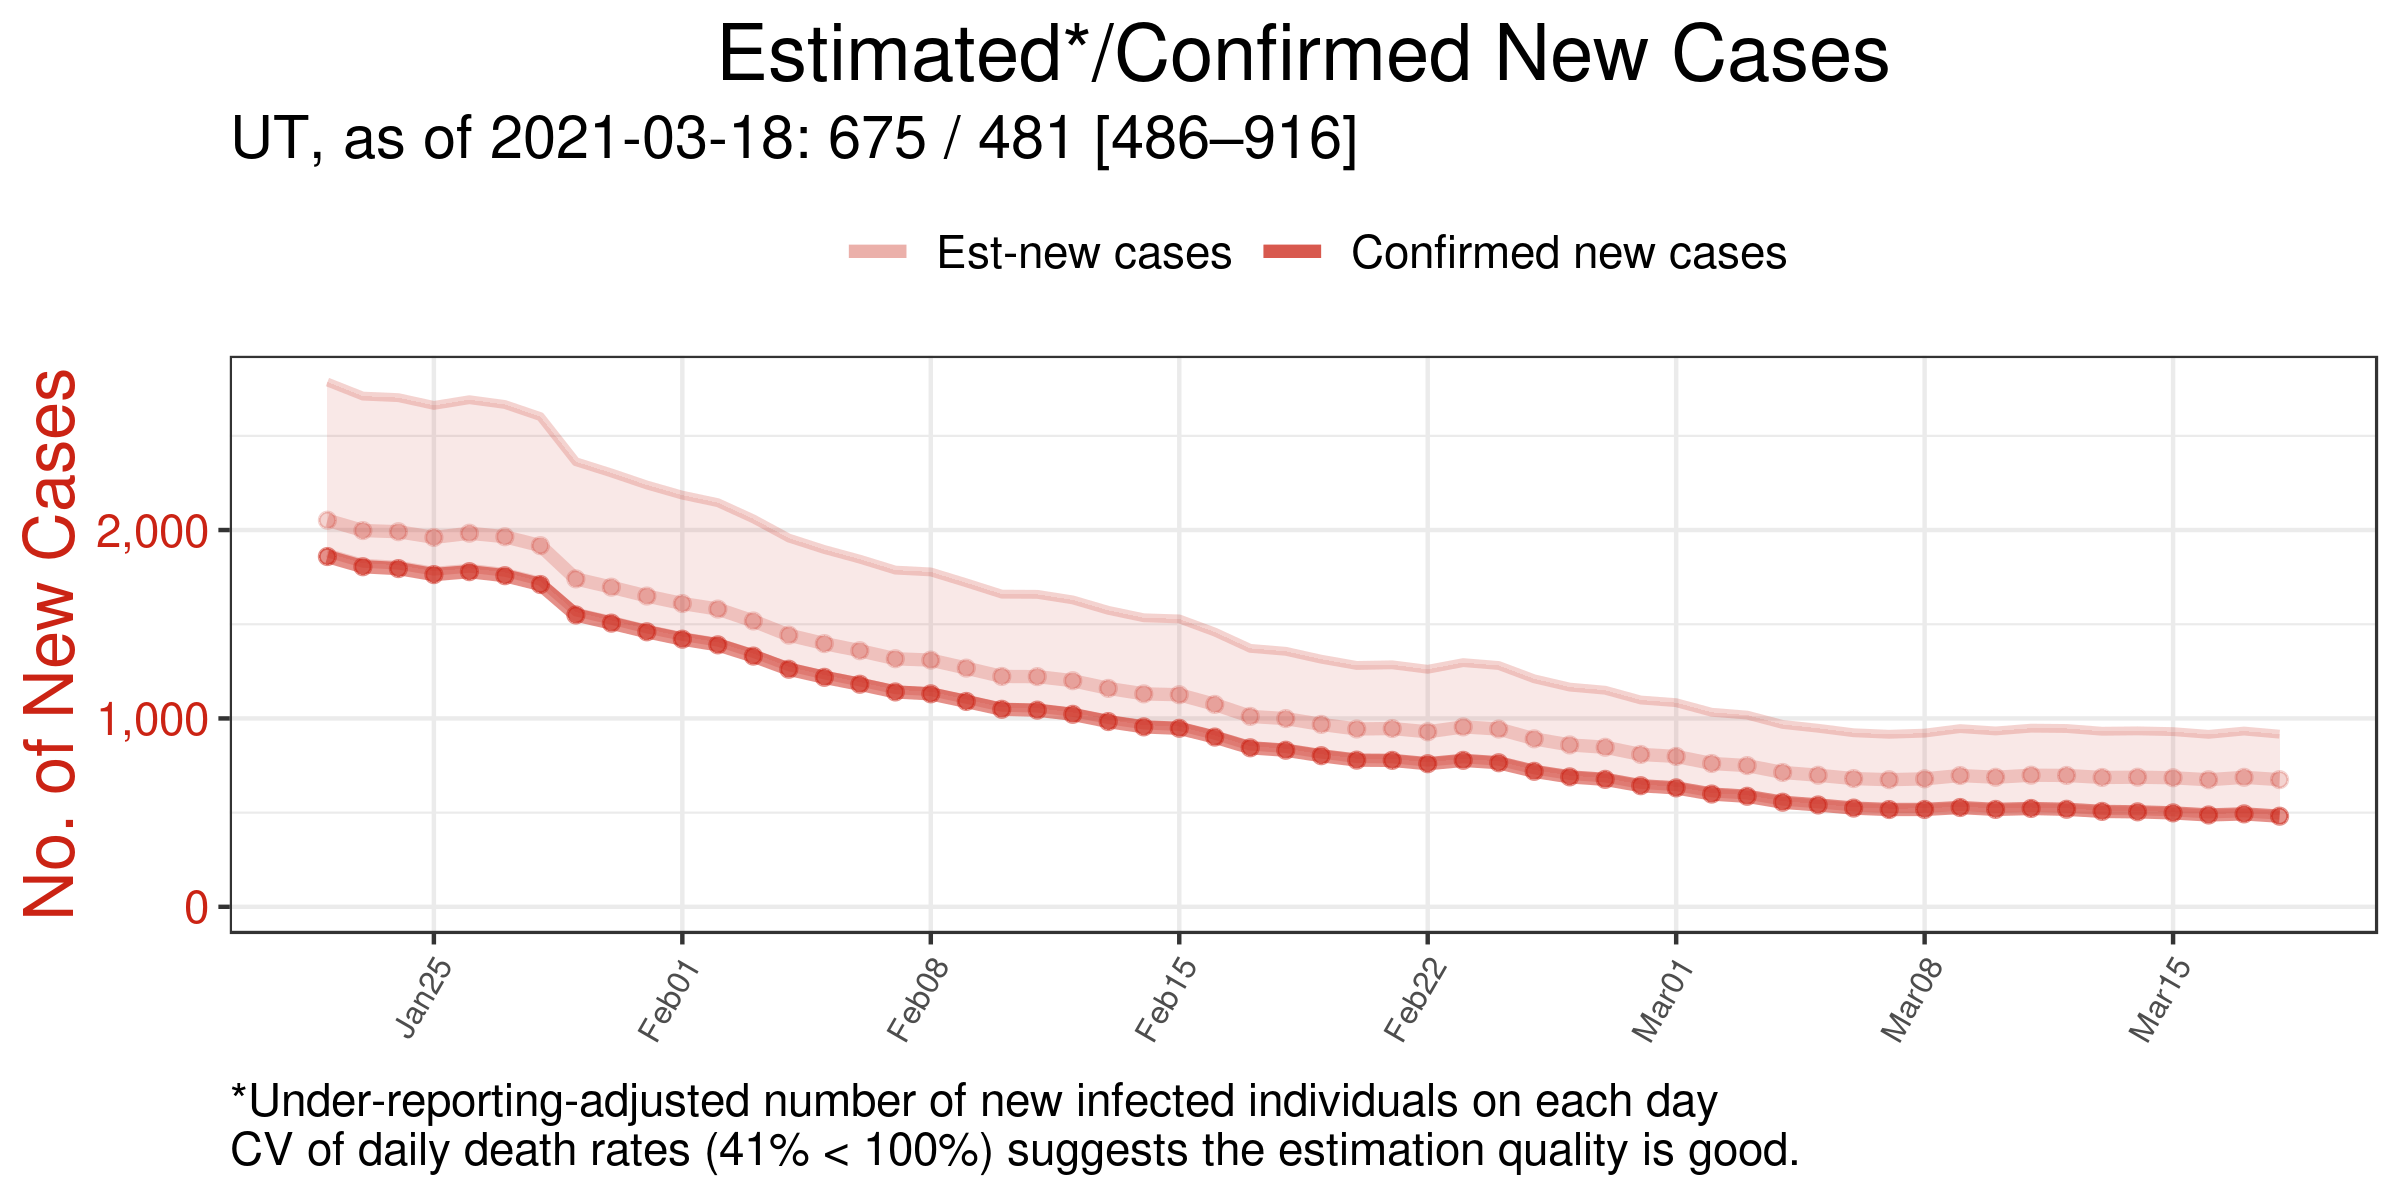 Estimated*/Confirmed New Cases
UT, as of 2021-03-18: 675 / 481 [486–916]
Est-new cases
Confirmed new cases
No. of New Cases
2,000
1,000
0
Jan25
Feb01
Feb08
Feb15
Feb22
Mar01
Mar08
Mar15
*Under-reporting-adjusted number of new infected individuals on each day
CV of daily death rates (41% < 100%) suggests the estimation quality is good.